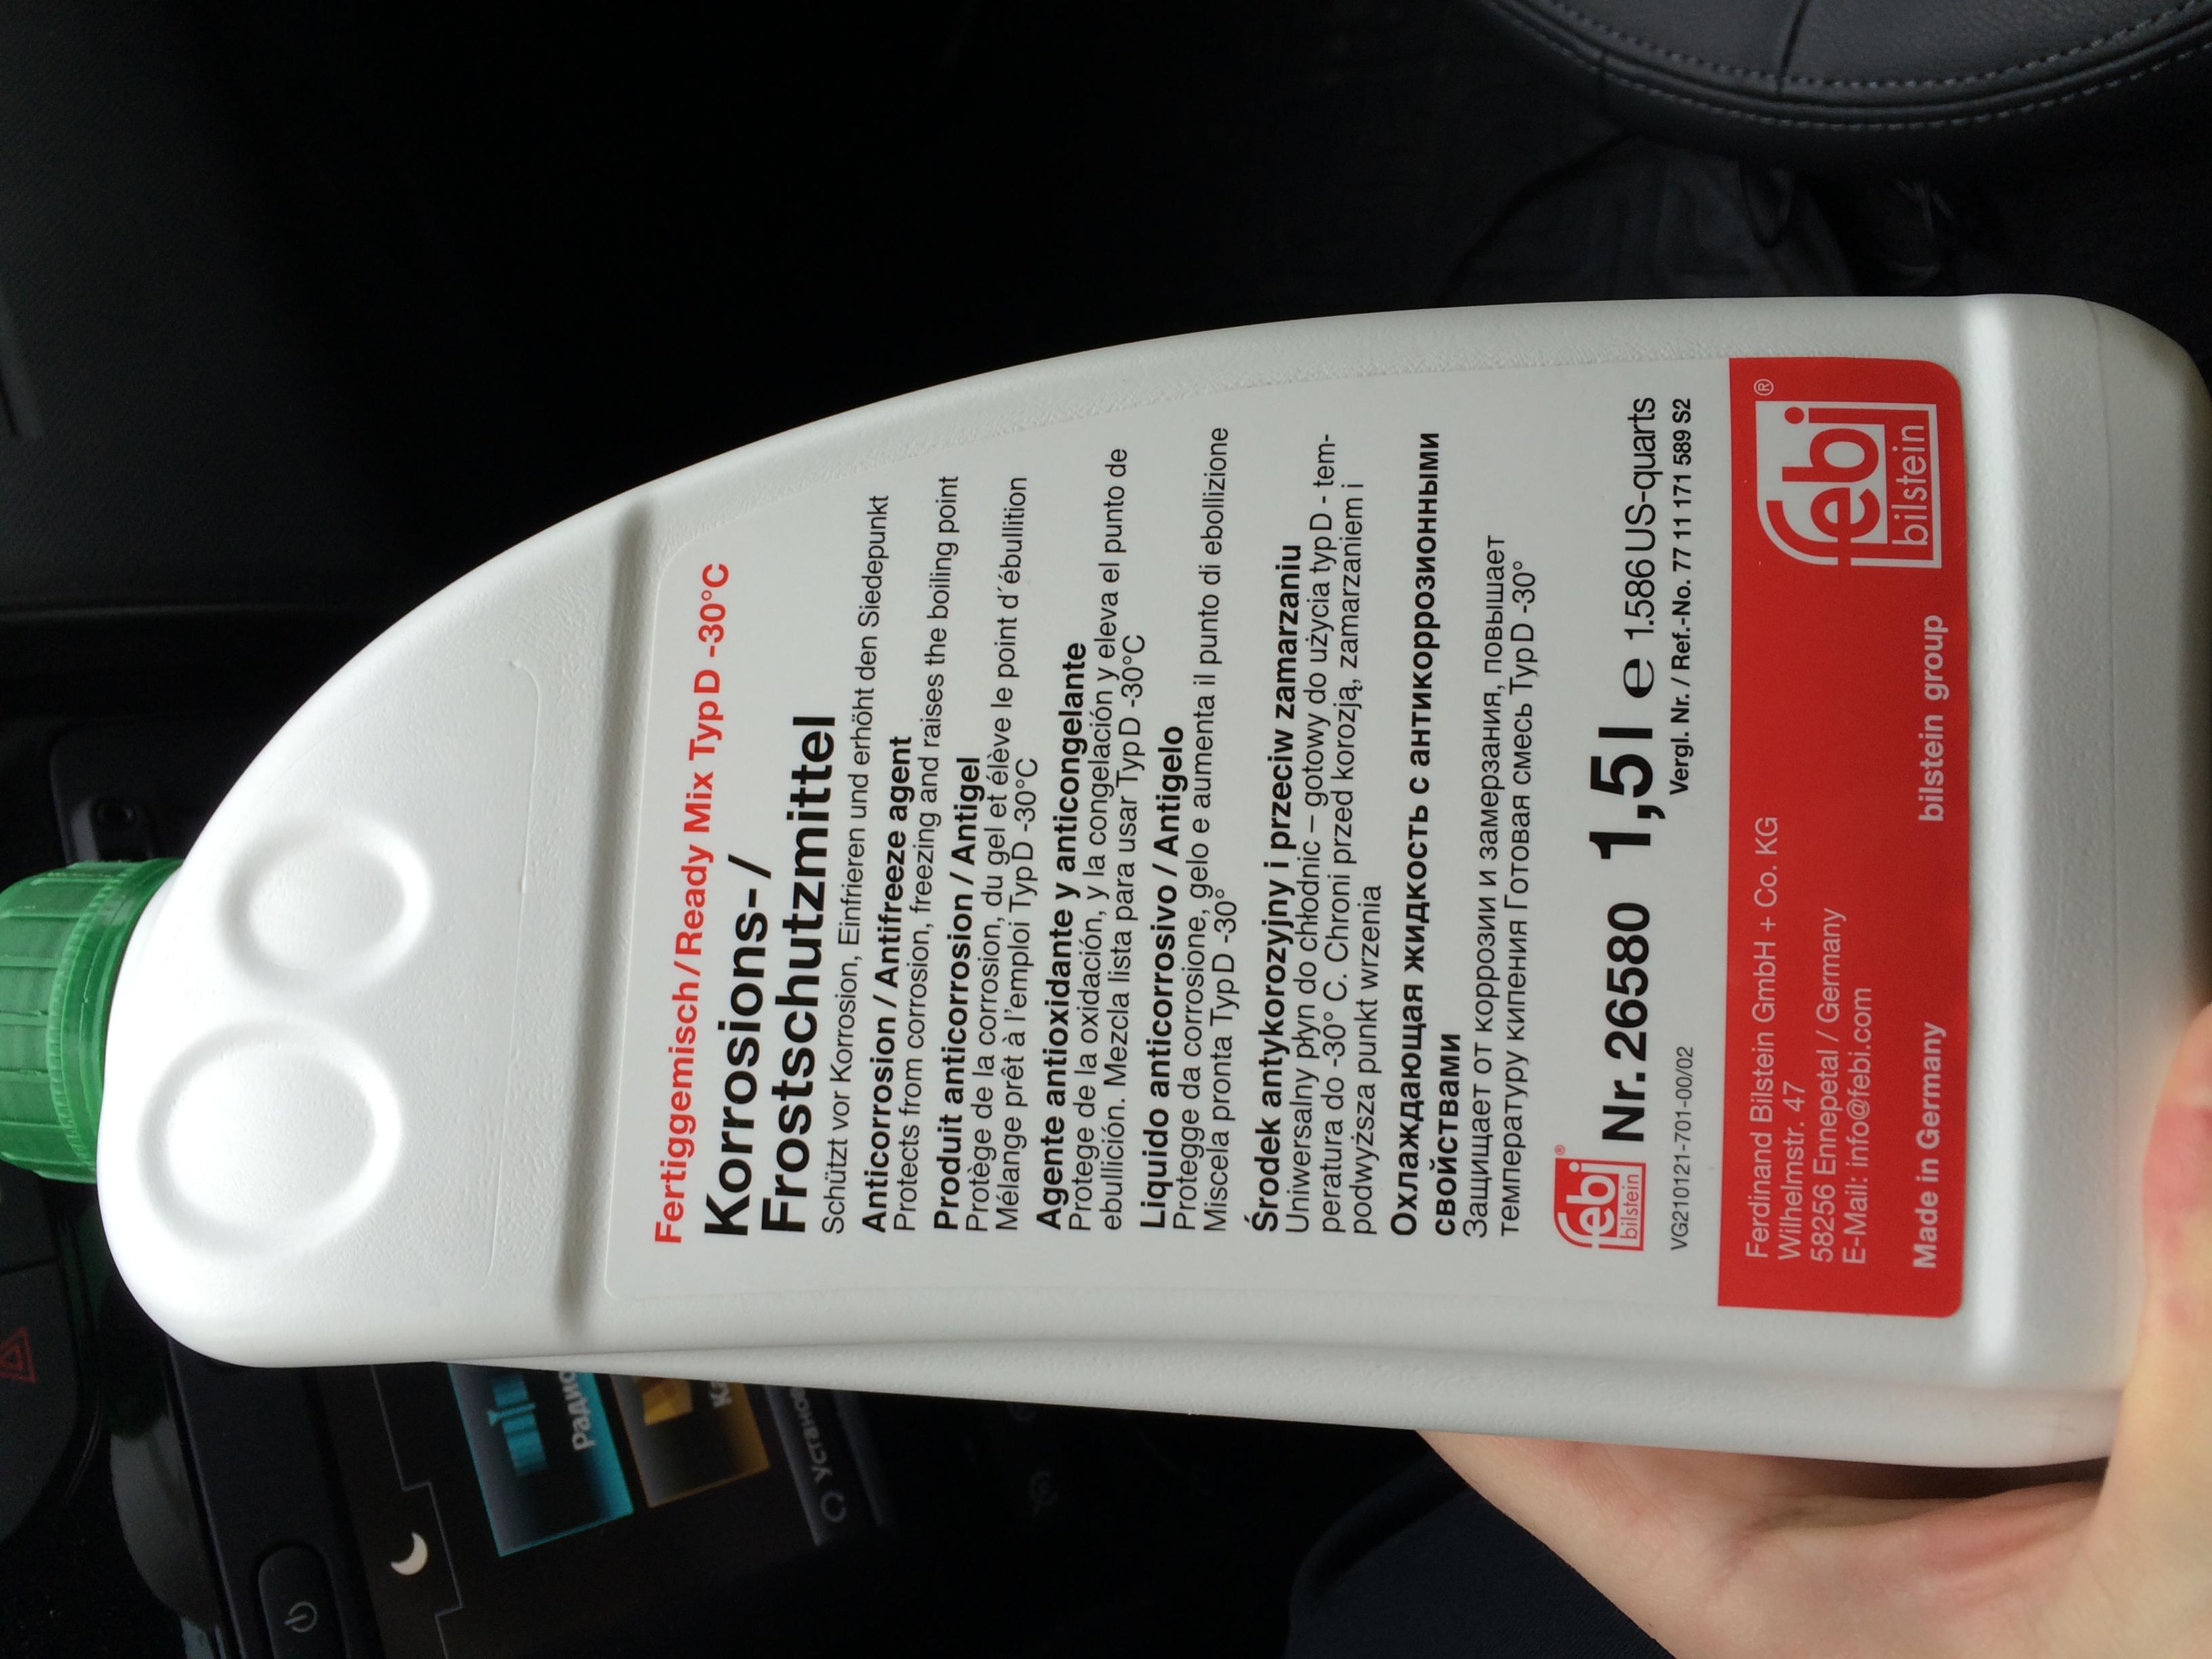 Fertiggemisch/Ready Mix Typ D -30°C
Korrosions-/
Frostschutzmittel
Schützt vor Korrosion, Einfrieren und erhöht den Siedepunkt
Anticorrosion / Antifreeze agent
Protects from corrosion, freezing and raises the boiling point
Produit anticorrosion / Antigel
Protège de la corrosion, du gel et élève le point d´ébullition
Mélange prêt à l'emploi Typ D -30°C
Agente antioxidante y anticongelante
Protege de la oxidación, y la congelación y eleva el punto de
ebullición. Mezcla lista para usar Typ D -30°C
Liquido anticorrosivo / Antigelo
Protegge da corrosione, gelo e aumenta il punto di ebollizione
Miscela pronta Typ D -30°
Środek antykorozyjny i przeciw zamarzaniu
Uniwersalny płyn do chłodnic – gotowy do użycia typ D - tem-
peratura do -30° C. Chroni przed korozją, zamarzaniem i
podwyższa punkt wrzenia
Охлаждающая жидкость с антикоррозионными
свойствами
Защищает от коррозии и замерзания, повышает
температуру кипения Готовая смесь Typ D -30°
febi® bilstein Nr. 26580 1,5 l e 1.586 US-quarts
VG2101121-701-00/02 Vergl. Nr. / Ref.-No. 77 11 171 589 S2
Ferdinand Bilstein GmbH + Co. KG
Wilhelmstr. 47
58256 Ennepetal / Germany
E-Mail: info@febi.com
Made in Germany bilstein group
febi®
bilstein
Радио
Установ